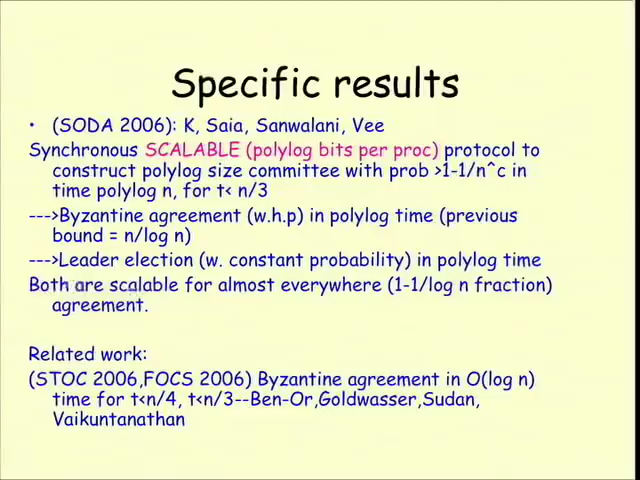 Specific results
• (SODA 2006): K, Saia, Sanwalani, Vee
Synchronous SCALABLE (polylog bits per proc) protocol to
construct polylog size committee with prob >1-1/n^c in
time polylog n, for t< n/3
--->Byzantine agreement (w.h.p) in polylog time (previous
bound = n/log n)
--->Leader election (w. constant probability) in polylog time
Both are scalable for almost everywhere (1-1/log n fraction)
agreement.
Related work:
(STOC 2006,FOCS 2006) Byzantine agreement in O(log n)
time for t<n/4, t<n/3--Ben-Or,Goldwasser,Sudan,
Vaikuntanathan